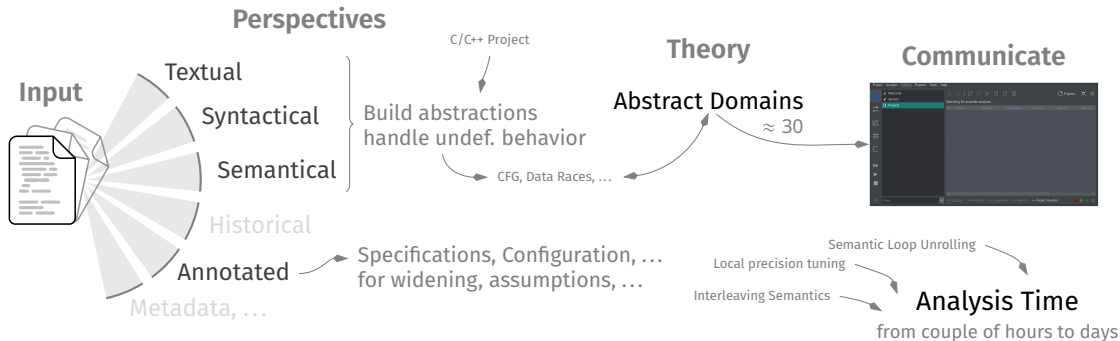 Perspectives
Input
Textual
Syntactical
Semantical
Historical
Annotated
Metadata, …
C/C++ Project
Build abstractions
handle undef. behavior
CFG, Data Races, …
Specifications, Configuration, …
for widening, assumptions, …
Theory
Abstract Domains
≈ 30
Communicate
Semantic Loop Unrolling
Local precision tuning
Interleaving Semantics
Analysis Time
from couple of hours to days